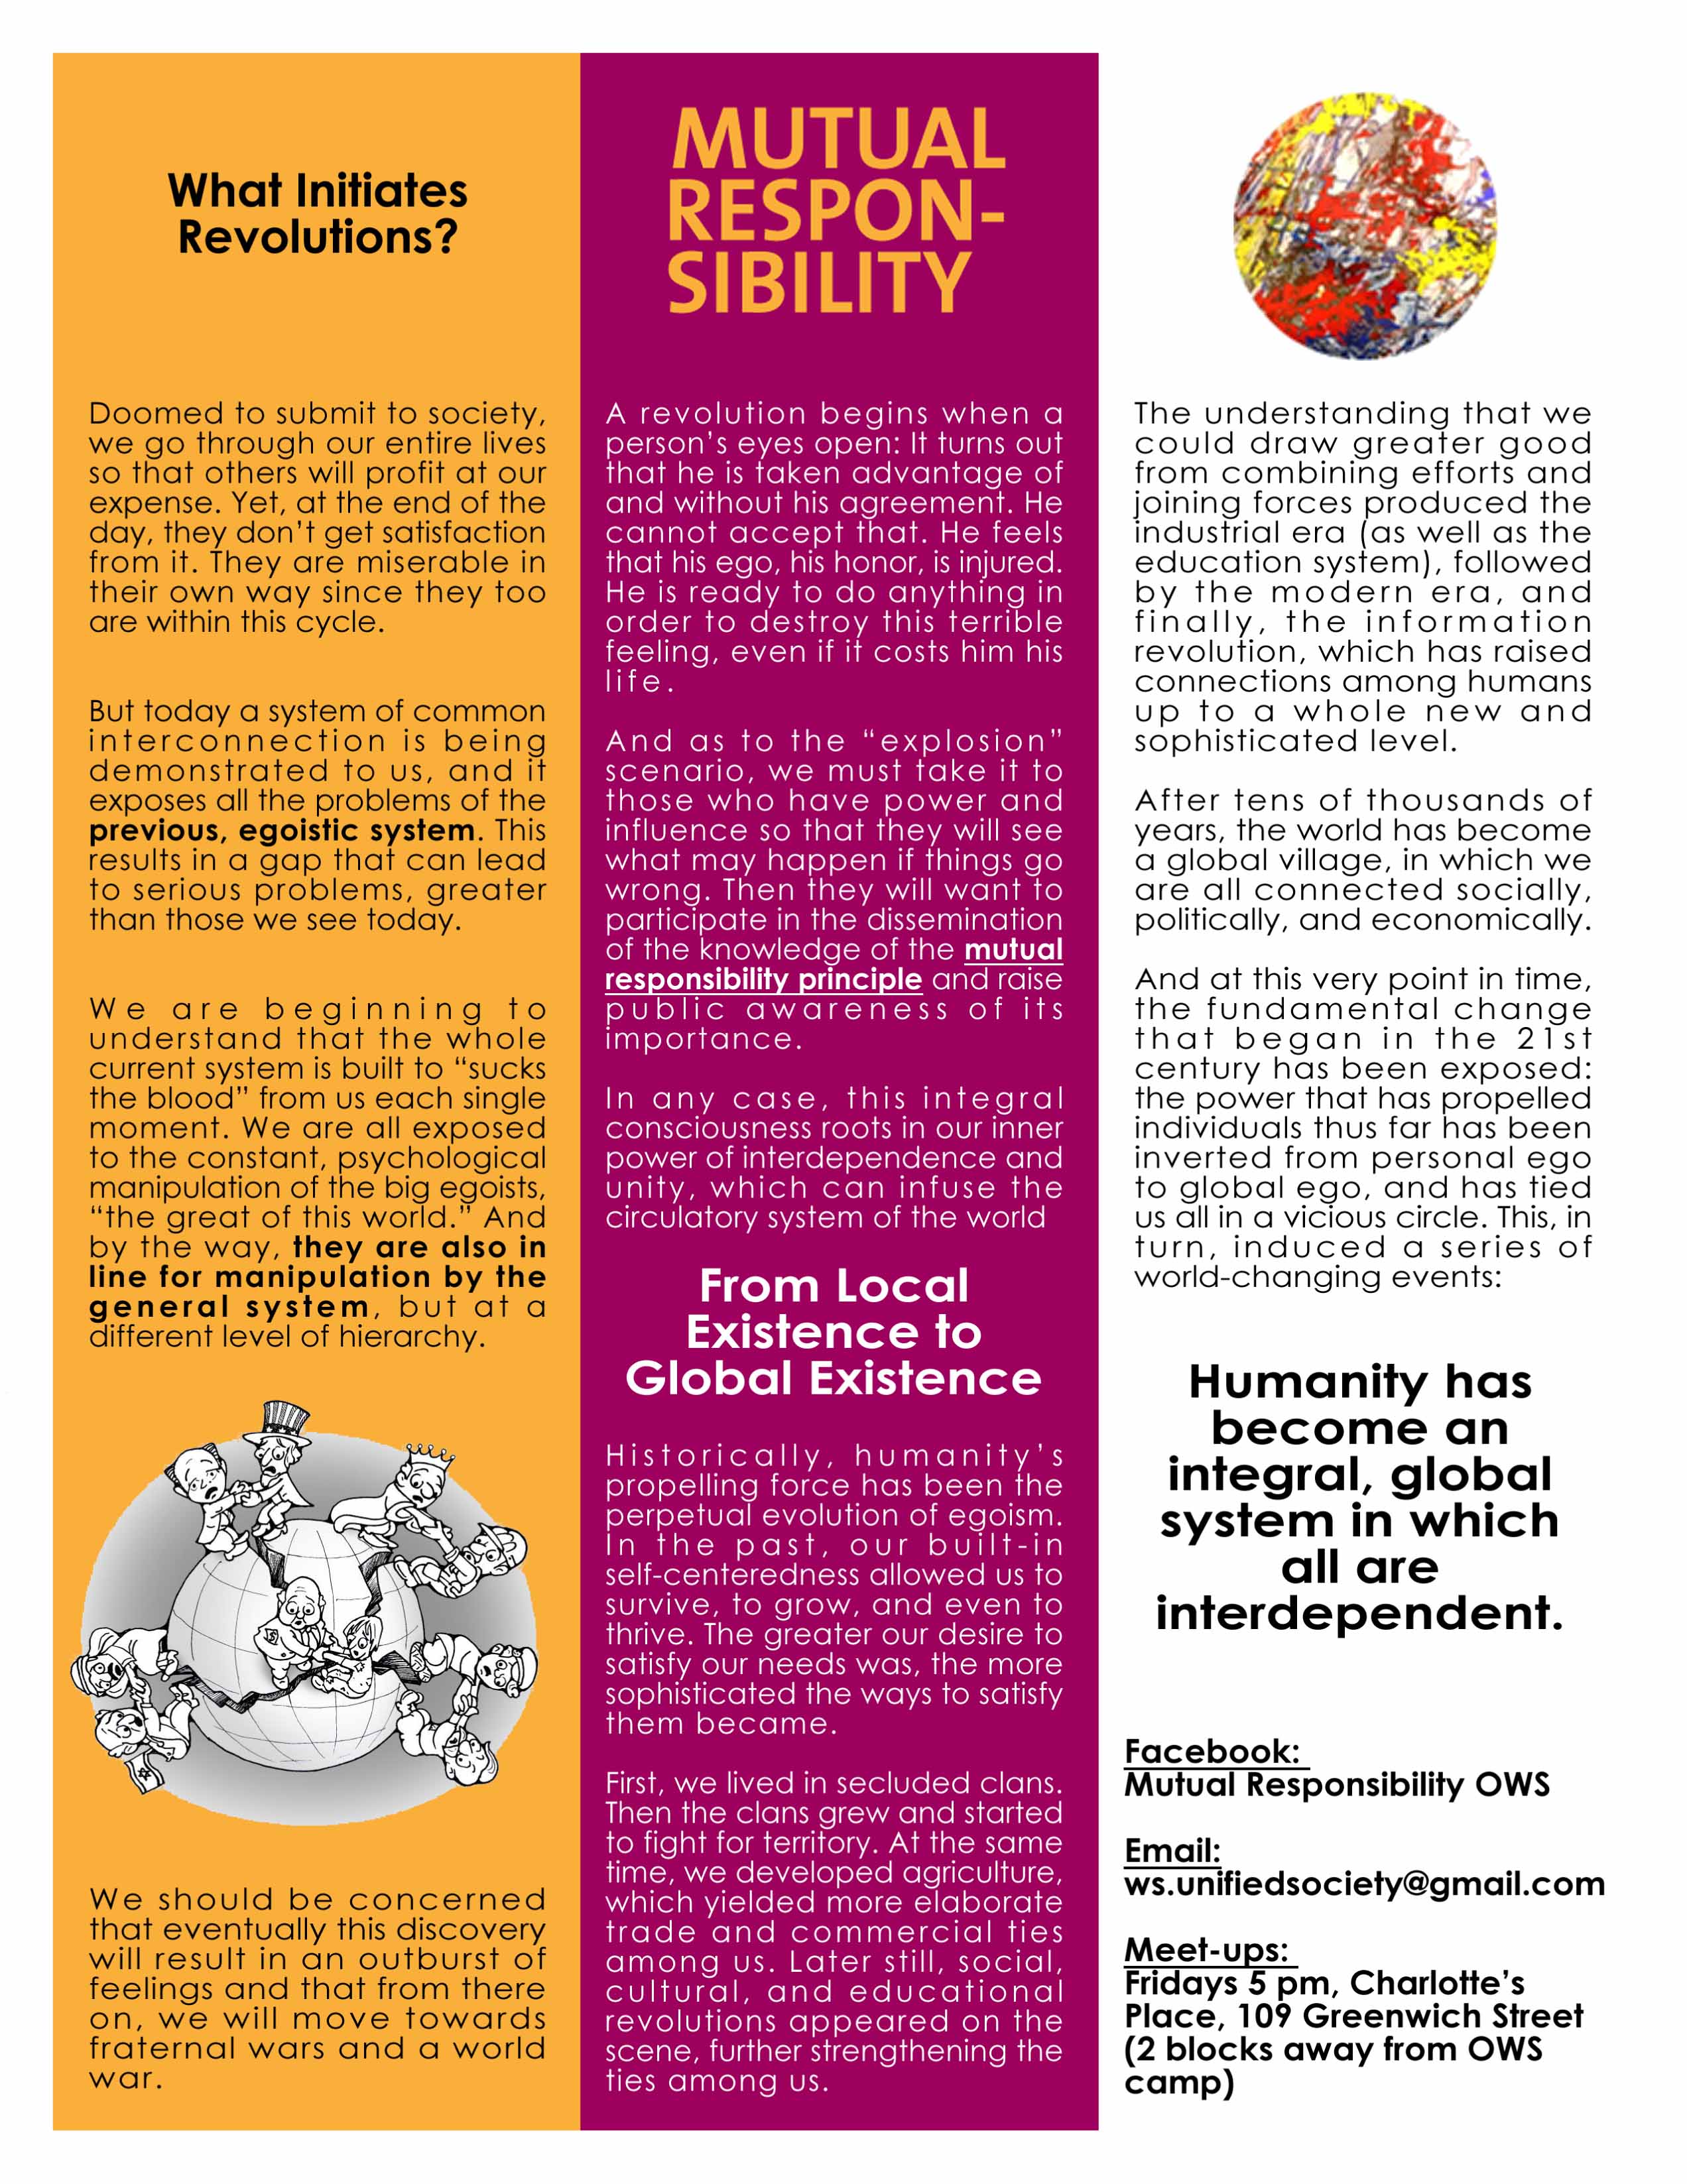 What Initiates
Revolutions?
Doomed to submit to society,
we go through our entire lives
so that others will profit at our
expense. Yet, at the end of the
day, they don't get satisfaction
from it. They are miserable in
their own way since they too
are within this cycle.
But today a system of common
interconnection is being
demonstrated to us, and it
exposes all the problems of the
previous, egoistic system. This
results in a gap that can lead
to serious problems, greater
than those we see today.
We are beginning to
understand that the whole
current system is built to “sucks
the blood” from us each single
moment. We are all exposed
to the constant, psychological
manipulation of the big egoists,
“the great of this world.” And
by the way, they are also in
line for manipulation by the
general system, but at a
different level of hierarchy.
We should be concerned
that eventually this discovery
will result in an outburst of
feelings and that from there
on, we will move towards
fraternal wars and a world
war.
MUTUAL
RESPON-
SIBILITY
A revolution begins when a
person's eyes open: It turns out
that he is taken advantage of
and without his agreement. He
cannot accept that. He feels
that his ego, his honor, is injured.
He is ready to do anything in
order to destroy this terrible
feeling, even if it costs him his
life.
And as to the “explosion”
scenario, we must take it to
those who have power and
influence so that they will see
what may happen if things go
wrong. Then they will want to
participate in the dissemination
of the knowledge of the mutual
responsibility principle and raise
public awareness of its
importance.
In any case, this integral
consciousness roots in our inner
power of interdependence and
unity, which can infuse the
circulatory system of the world
From Local
Existence to
Global Existence
Historically, humanity's
propelling force has been the
perpetual evolution of egoism.
In the past, our built-in
self-centeredness allowed us to
survive, to grow, and even to
thrive. The greater our desire to
satisfy our needs was, the more
sophisticated the ways to satisfy
them became.
First, we lived in secluded clans.
Then the clans grew and started
to fight for territory. At the same
time, we developed agriculture,
which yielded more elaborate
trade and commercial ties
among us. Later still, social,
cultural, and educational
revolutions appeared on the
scene, further strengthening the
ties among us.
The understanding that we
could draw greater good
from combining efforts and
joining forces produced the
industrial era (as well as the
education system), followed
by the modern era, and
finally, the information
revolution, which has raised
connections among humans
up to a whole new and
sophisticated level.
After tens of thousands of
years, the world has become
a global village, in which we
are all connected socially,
politically, and economically.
And at this very point in time,
the fundamental change
that began in the 21st
century has been exposed:
the power that has propelled
individuals thus far has been
inverted from personal ego
to global ego, and has tied
us all in a vicious circle. This, in
turn, induced a series of
world-changing events:
Humanity has
become an
integral, global
system in which
all are
interdependent.
Facebook:
Mutual Responsibility OWS
Email:
ws.unifiedsociety@gmail.com
Meet-ups:
Fridays 5 pm, Charlotte's
Place, 109 Greenwich Street
(2 blocks away from OWS
camp)